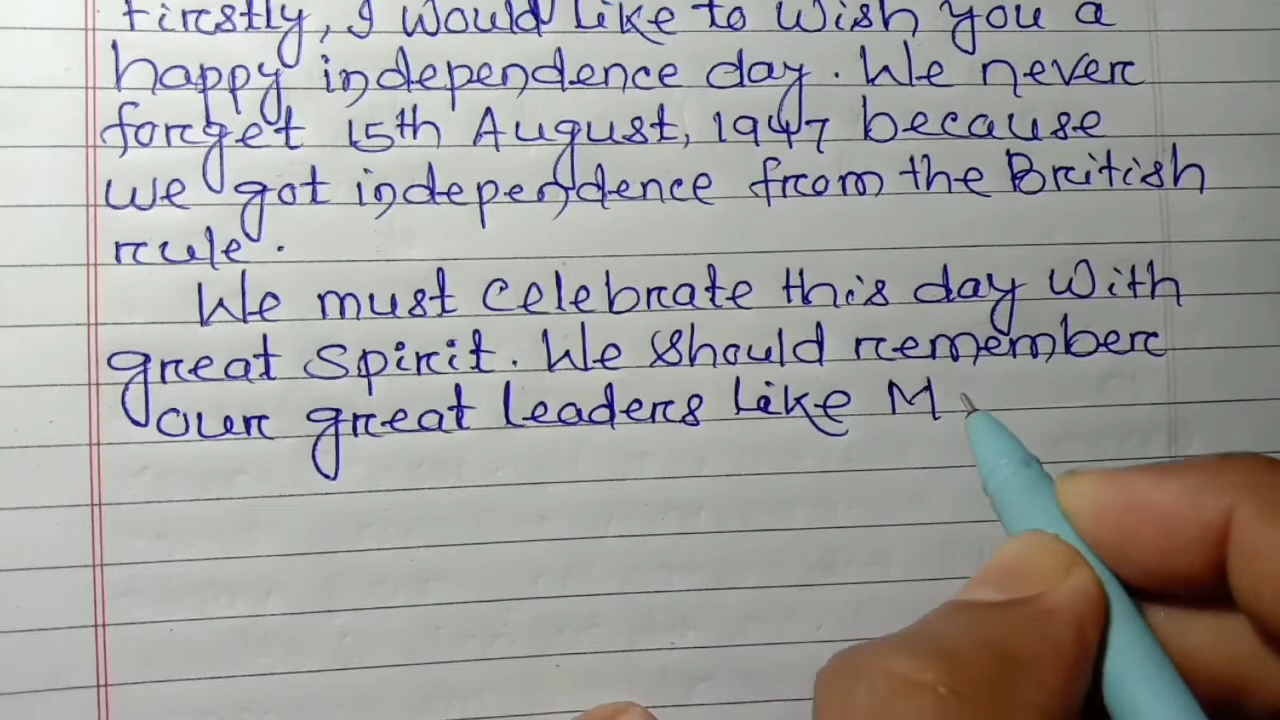 Firstly, I would like to wish you a
happy independence day. We never
forget 15th August, 1947 because
we got independence from the British
rule.
We must celebrate this day with
great spirit. We should remember
our great leaders like M